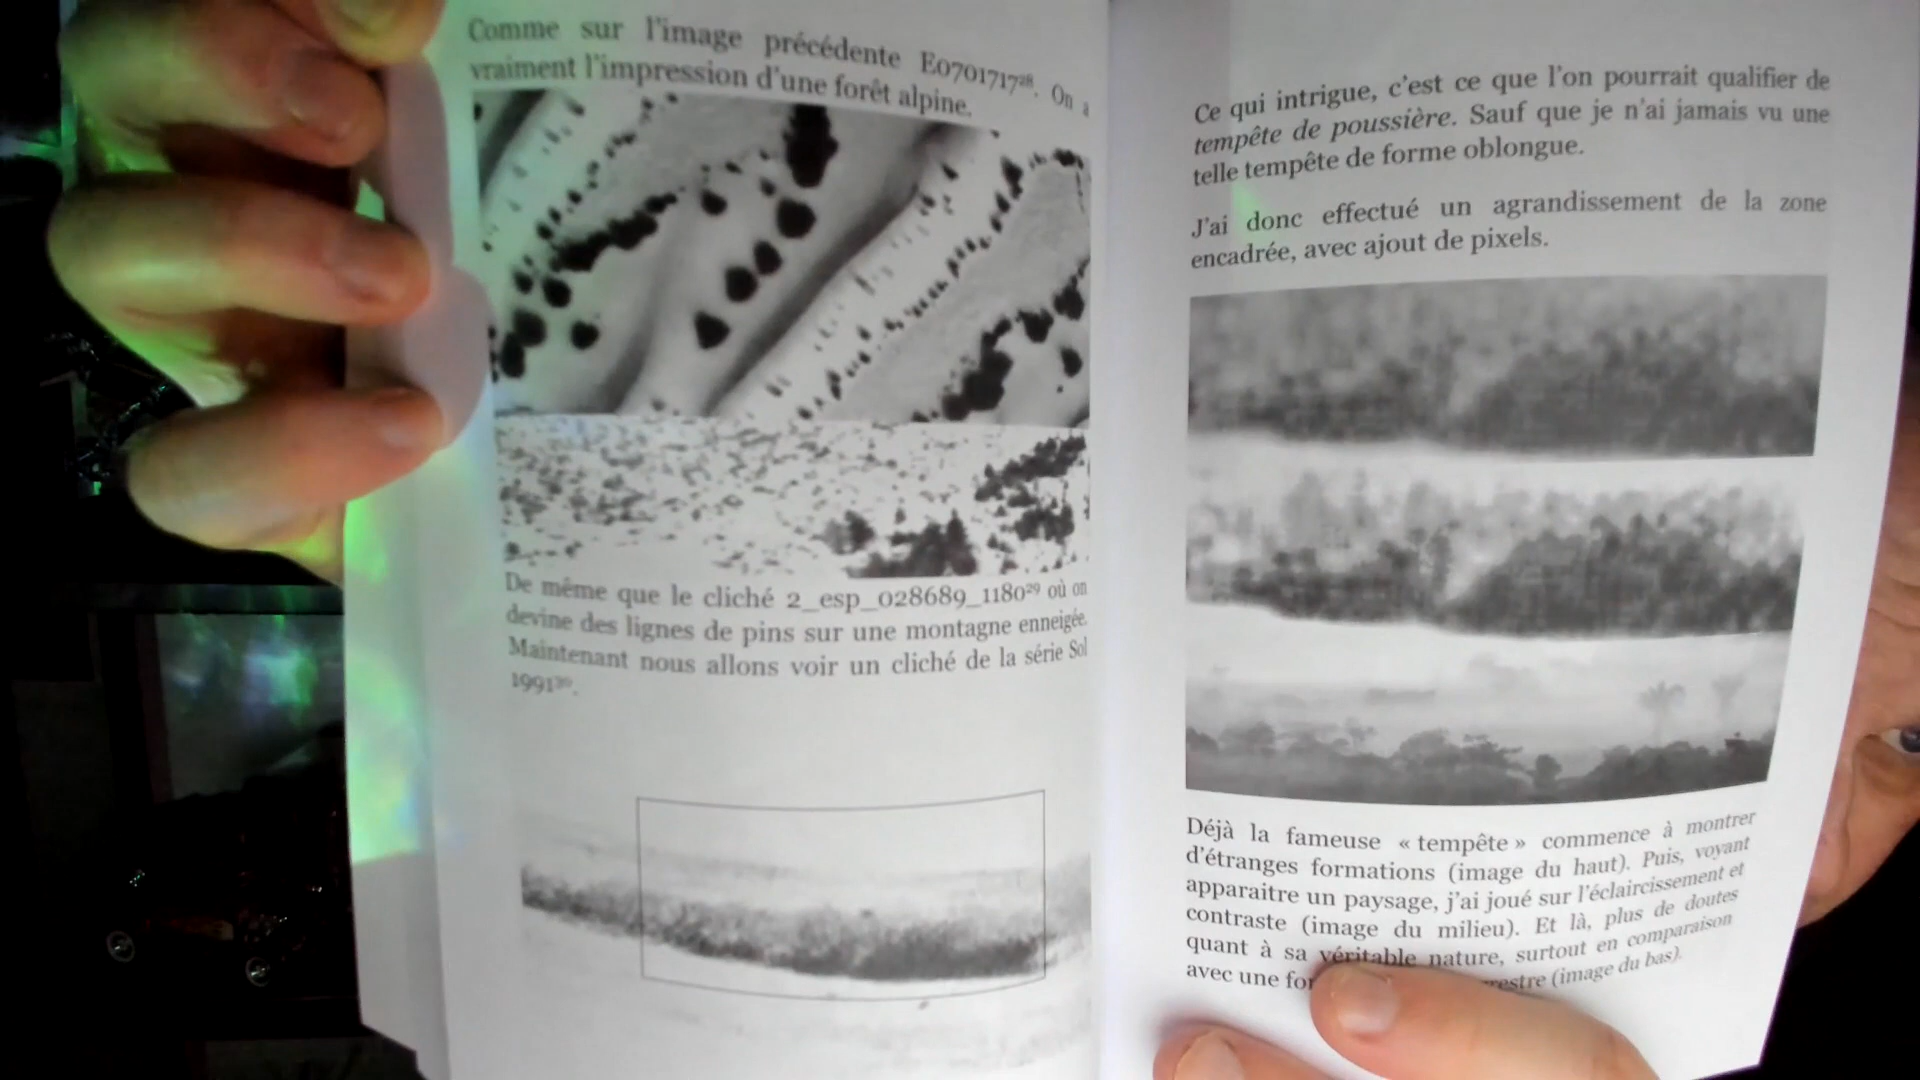 Comme sur l'image précédente E0701717²⁸. On a
vraiment l'impression d'une forêt alpine.
De même que le cliché 2_esp_028689_1180²⁹ où on
devine des lignes de pins sur une montagne enneigée.
Maintenant nous allons voir un cliché de la série Sol
1991³⁰.
Ce qui intrigue, c'est ce que l'on pourrait qualifier de
tempête de poussière. Sauf que je n'ai jamais vu une
telle tempête de forme oblongue.
J'ai donc effectué un agrandissement de la zone
encadrée, avec ajout de pixels.
Déjà la fameuse « tempête » commence à montrer
d'étranges formations (image du haut). Puis, voyant
apparaitre un paysage, j'ai joué sur l'éclaircissement et
contraste (image du milieu). Et là, plus de doutes
quant à sa véritable nature, surtout en comparaison
avec une (image du bas).